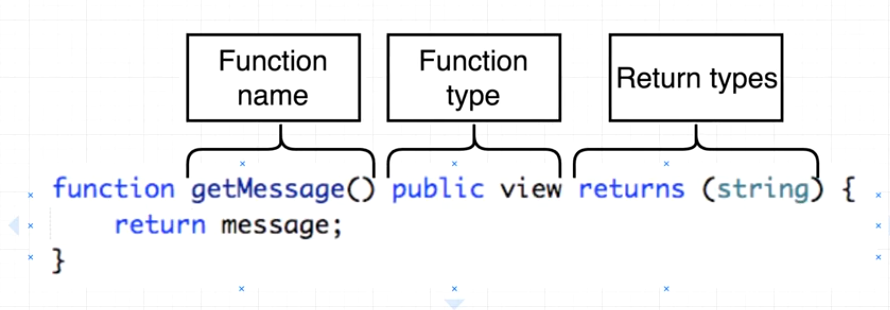 Function
name
Function
type
Return types
function getMessage() public view returns (string) {
return message;
}